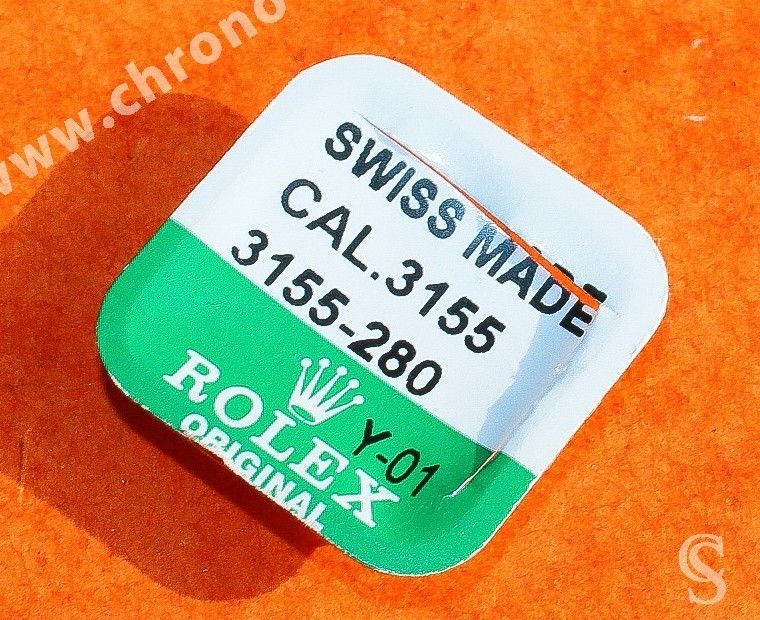 www.chrono
SWISS MADE
CAL.3155
3155-280
Y-01
ROLEX
ORIGINAL
S